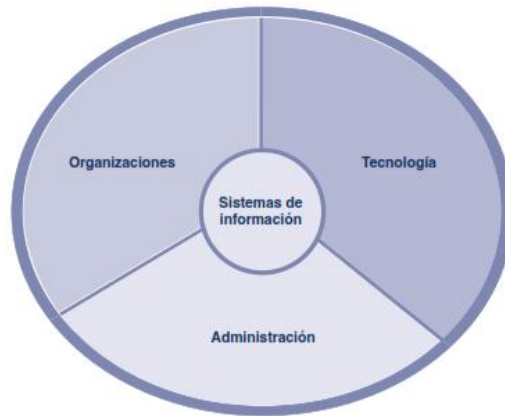 Organizaciones
Tecnología
Sistemas de
información
Administración